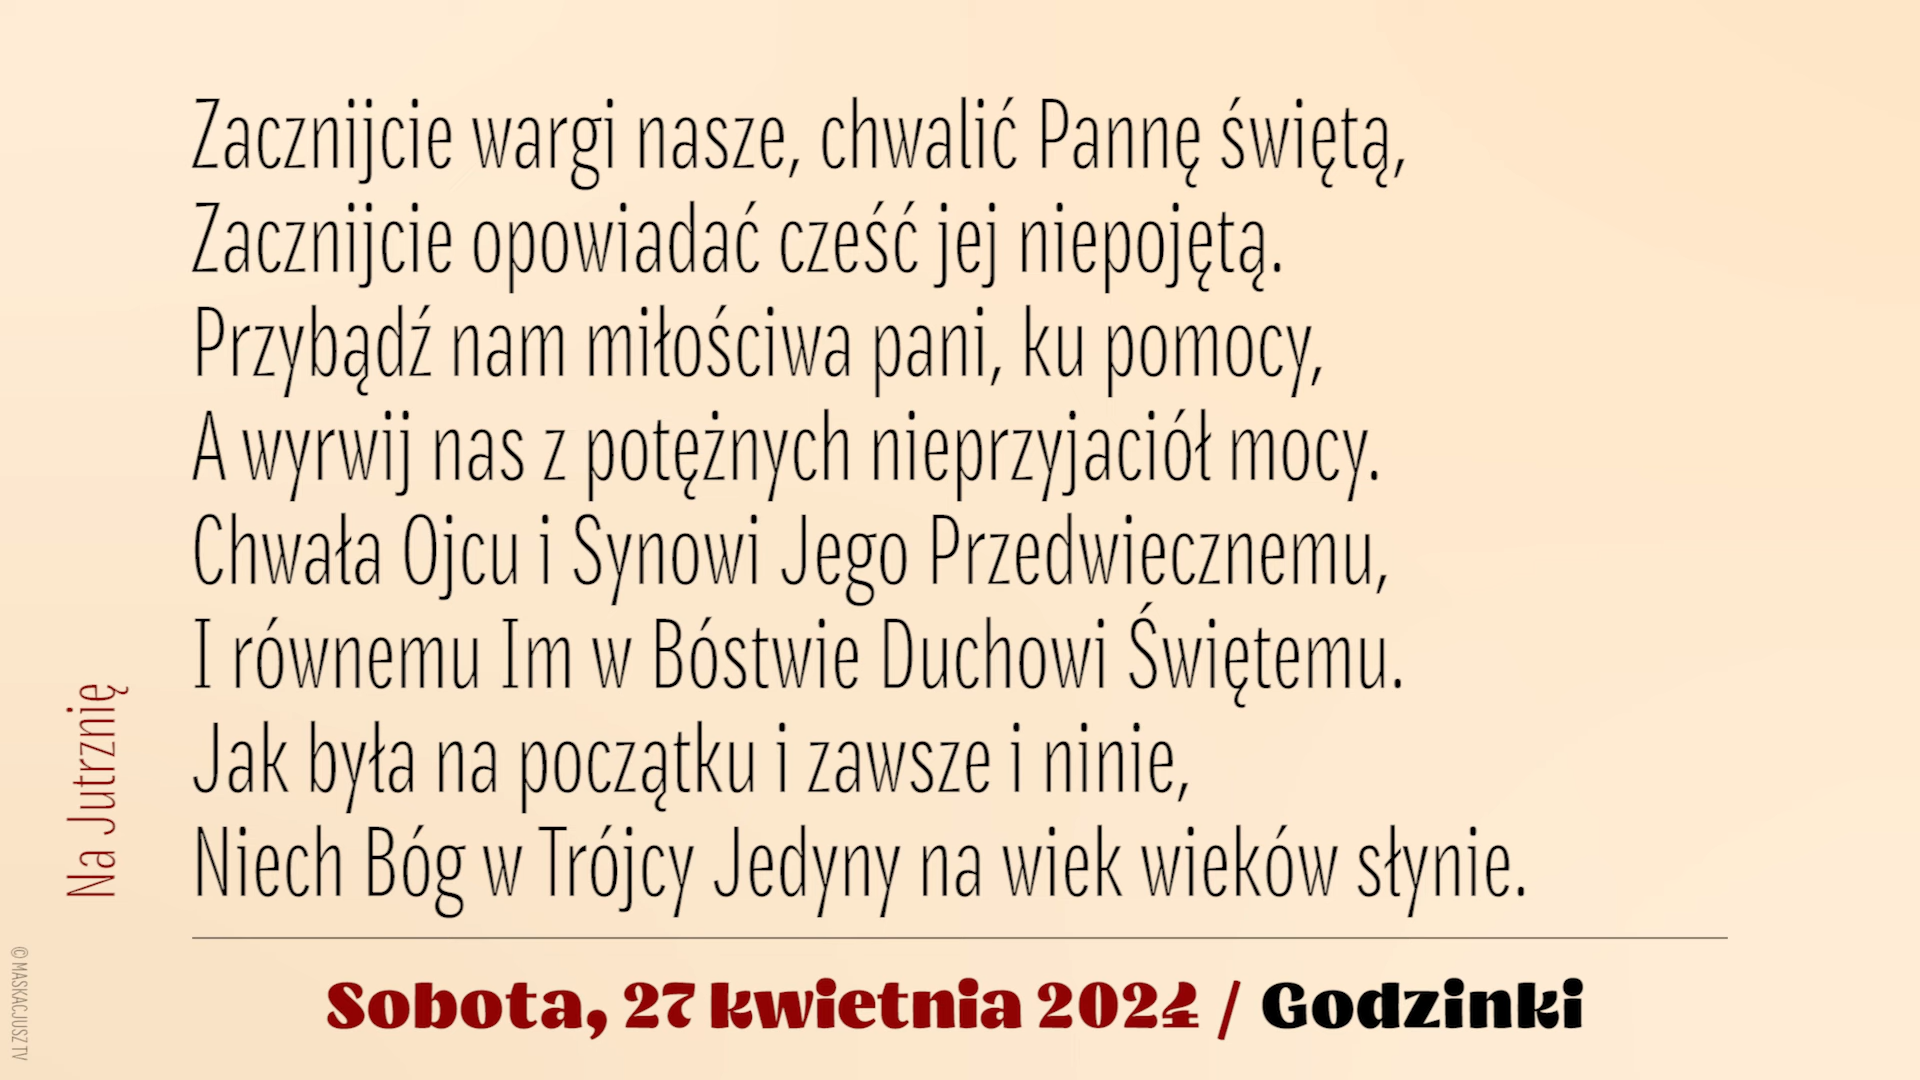 Zacznijcie wargi nasze, chwalić Pannę świętą,
Zacznijcie opowiadać cześć jej niepojętą.
Przybądź nam miłościwa pani, ku pomocy,
A wyrwij nas z potężnych nieprzyjaciół mocy.
Chwała Ojcu i Synowi Jego Przedwiecznemu,
I równemu Im w Bóstwie Duchowi Świętemu.
Jak była na początku i zawsze i ninie,
Niech Bóg w Trójcy Jedyny na wiek wieków słynie.
Na Jutrznię
Sobota, 27 kwietnia 2024 / Godzinki
© MASKACJUSZ TV